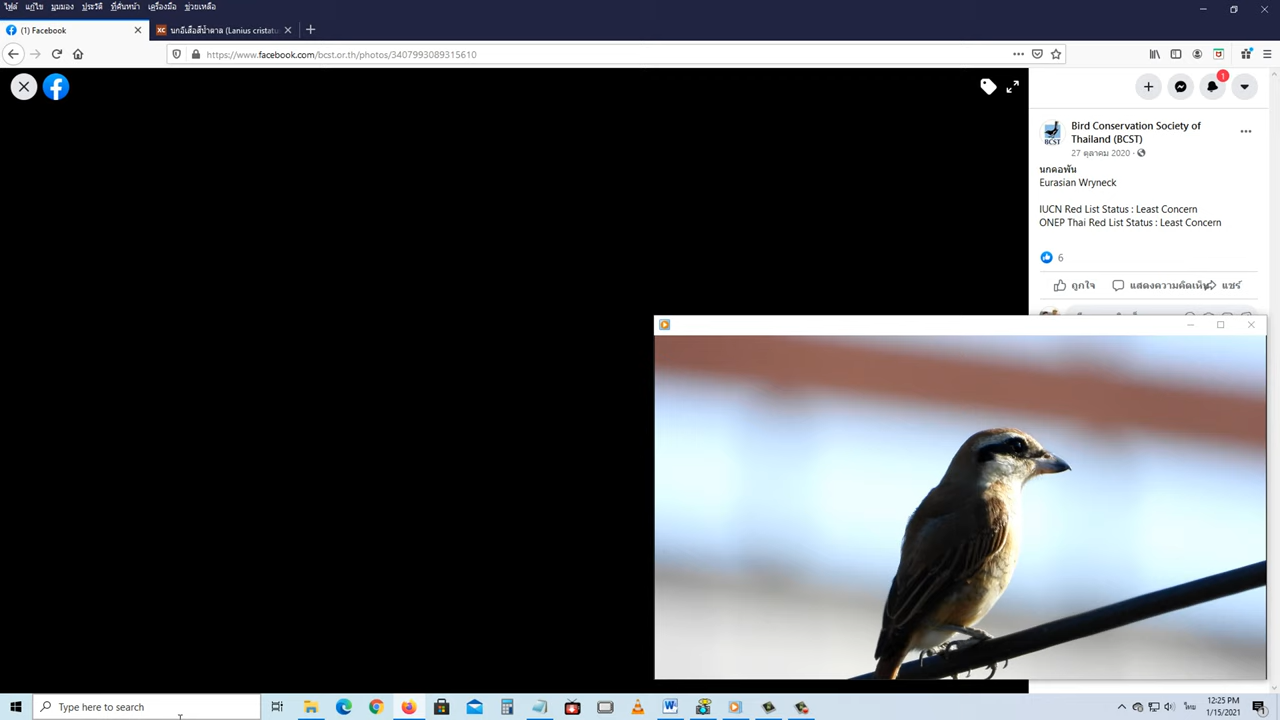 ไฟล์ แก้ไข มุมมอง ประวัติ ที่คั่นหน้า เครื่องมือ ช่วยเหลือ
(1) Facebook
XC นกอีเสือสีน้ำตาล (Lanius cristatu
https://www.facebook.com/bcst.or.th/photos/3407993089315610
1
Bird Conservation Society of
Thailand (BCST)
BCST
27 ตุลาคม 2020
นกคอพัน
Eurasian Wryneck
IUCN Red List Status : Least Concern
ONEP Thai Red List Status : Least Concern
6
ถูกใจ
แสดงความคิดเห็น
แชร์
Type here to search
12:25 PM
1/15/2021
1